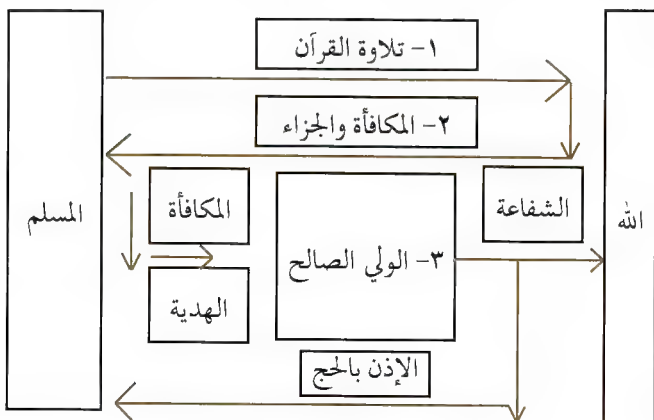 ١- تلاوة القرآن
٢- المكافأة والجزاء
المسلم
المكافأة
الشفاعة
الله
٣- الولي الصالح
الهدية
الإذن بالحج